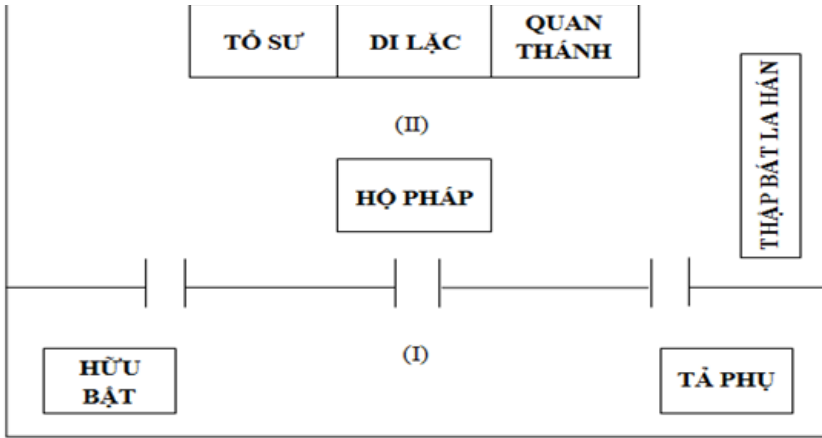 TỔ SƯ
DI LẶC
QUAN
THÁNH
(II)
THẬP BÁT LA HÁN
HỘ PHÁP
(I)
HỮU
BẬT
TẢ PHỤ